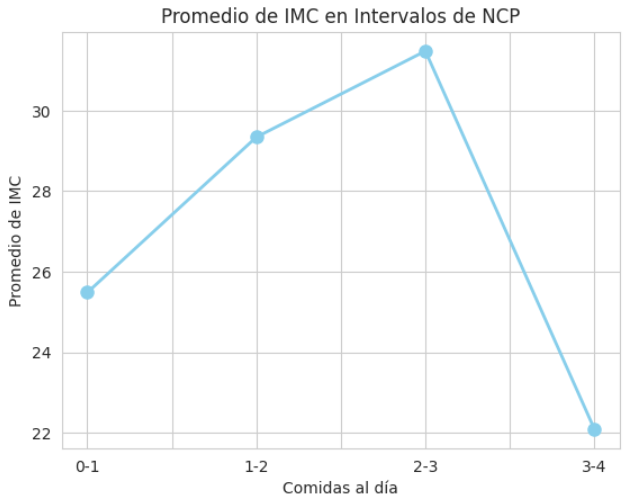 Promedio de IMC en Intervalos de NCP
Promedio de IMC
30
28
26
24
22
0-1 1-2 2-3 3-4
Comidas al día